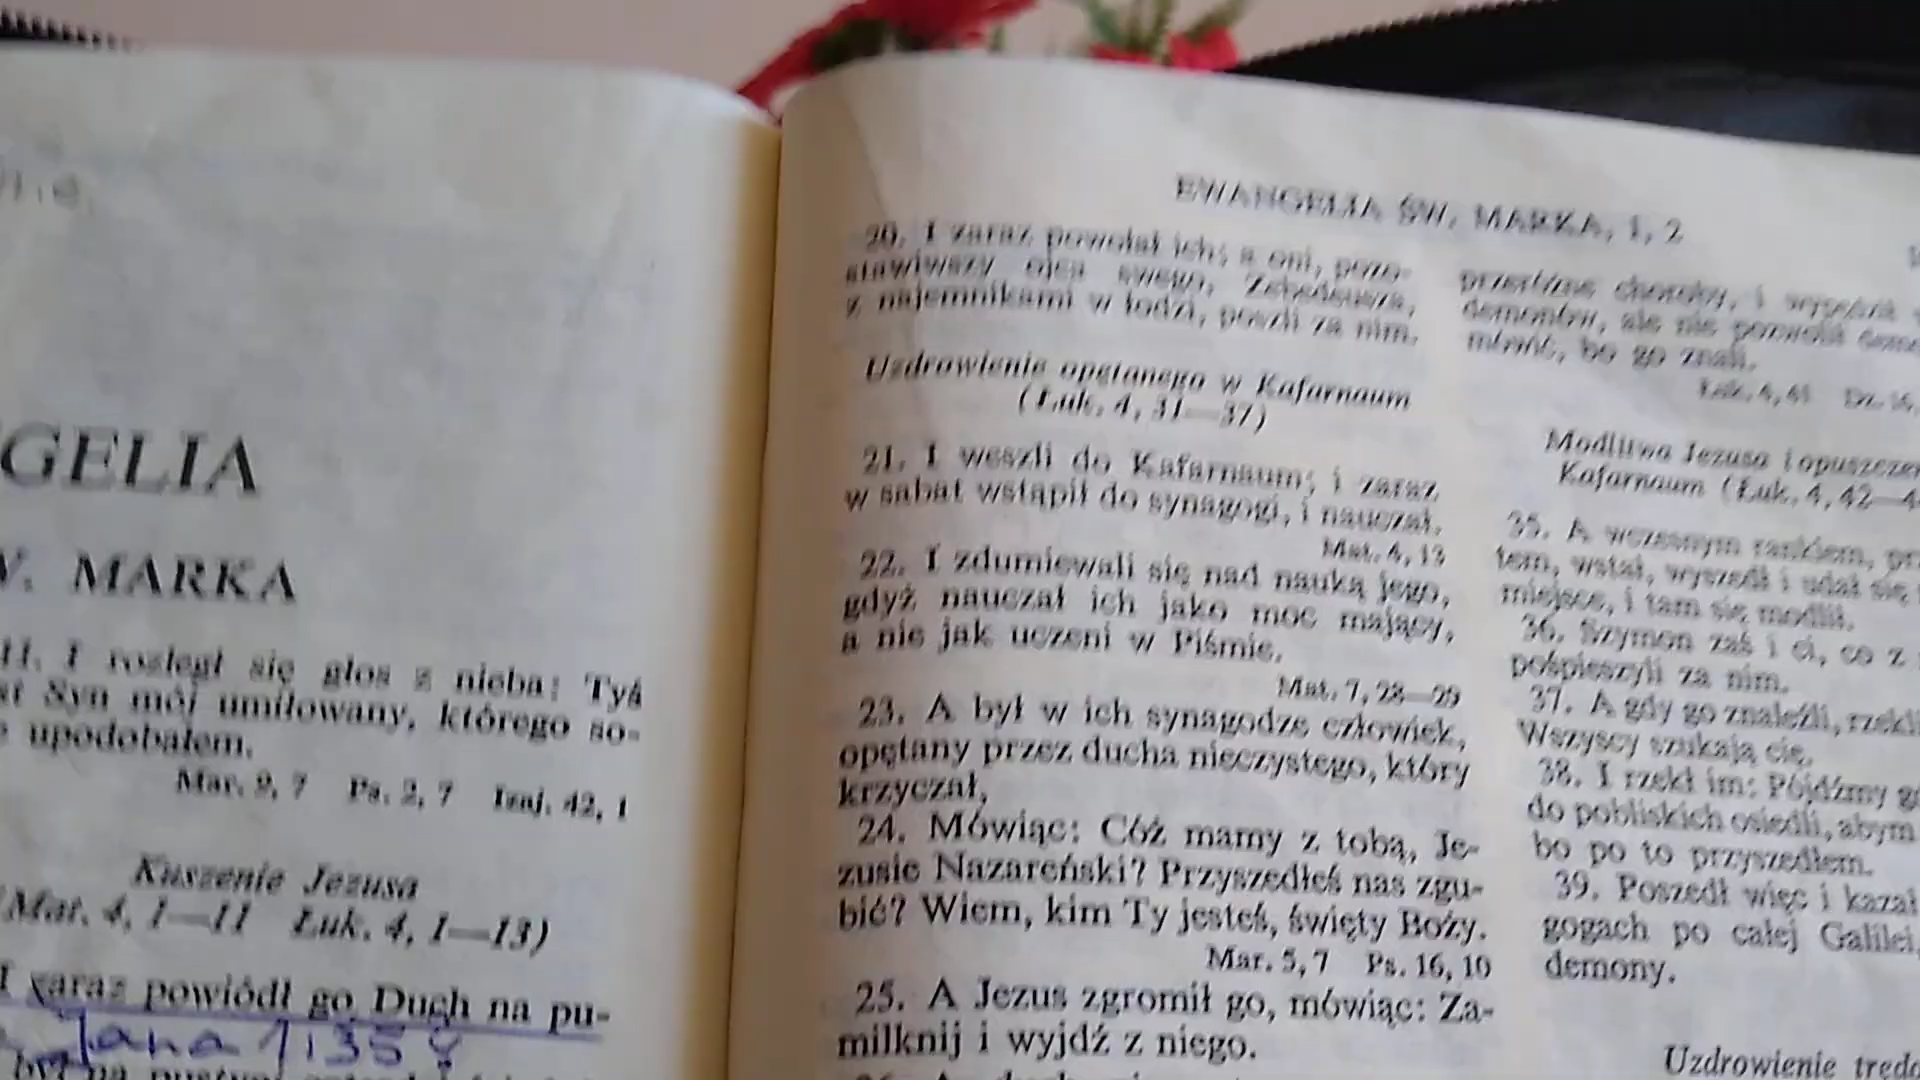 GELIA
MARKA
11. I rozległ się głos z nieba: Tyś
Syn mój umiłowany, którego so-
upodobałem.
Mar. 9, 7 Ps. 2, 7 Izaj. 42, 1
Kuszenie Jezusa
(Mat. 4, 1—11 Łuk. 4, 1—13)
I zaraz powiódł go Duch na pu-
Jana 1:35
EWANGELIA ŚW. MARKA, 1, 2
20. I zaraz powołał ich; a oni, pozo-
stawiwszy ojca swego, Zebedeusza,
z najemnikami w łodzi, poszli za nim.
Uzdrowienie opętanego w Kafarnaum
(Łuk. 4, 31—37)
21. I weszli do Kafarnaum; i zaraz
w sabat wstąpił do synagogi, i nauczał.
Mat. 4, 13
22. I zdumiewali się nad nauką jego,
gdyż nauczał ich jako moc mający,
a nie jak uczeni w Piśmie.
Mat. 7, 28—29
23. A był w ich synagodze człowiek,
opętany przez ducha nieczystego, który
krzyczał,
24. Mówiąc: Cóż mamy z tobą, Je-
zusie Nazareński? Przyszedłeś nas zgu-
bić? Wiem, kim Ty jesteś, święty Boży.
Mar. 5, 7 Ps. 16, 10
25. A Jezus zgromił go, mówiąc: Za-
milknij i wyjdź z niego.
przeróżne choroby, i wypędził
demonów, ale nie pozwolił
mówić, bo go znali.
Łuk. 4, 41
Modlitwa Jezusa i
Kafarnaum (Łuk. 4, 42—
35. A wczesnym rankiem,
tem, wstał, wyszedł i udał się
miejsce, i tam się modlił.
36. Szymon zaś i ci, co z
pośpieszyli za nim.
37. A gdy go znaleźli, rzekli
Wszyscy szukają cię.
38. I rzekł im: Pójdźmy
do pobliskich osiedli, abym
bo po to przyszedłem.
39. Poszedł więc i kazał
gogach po całej Galilei,
demony.
Uzdrowienie